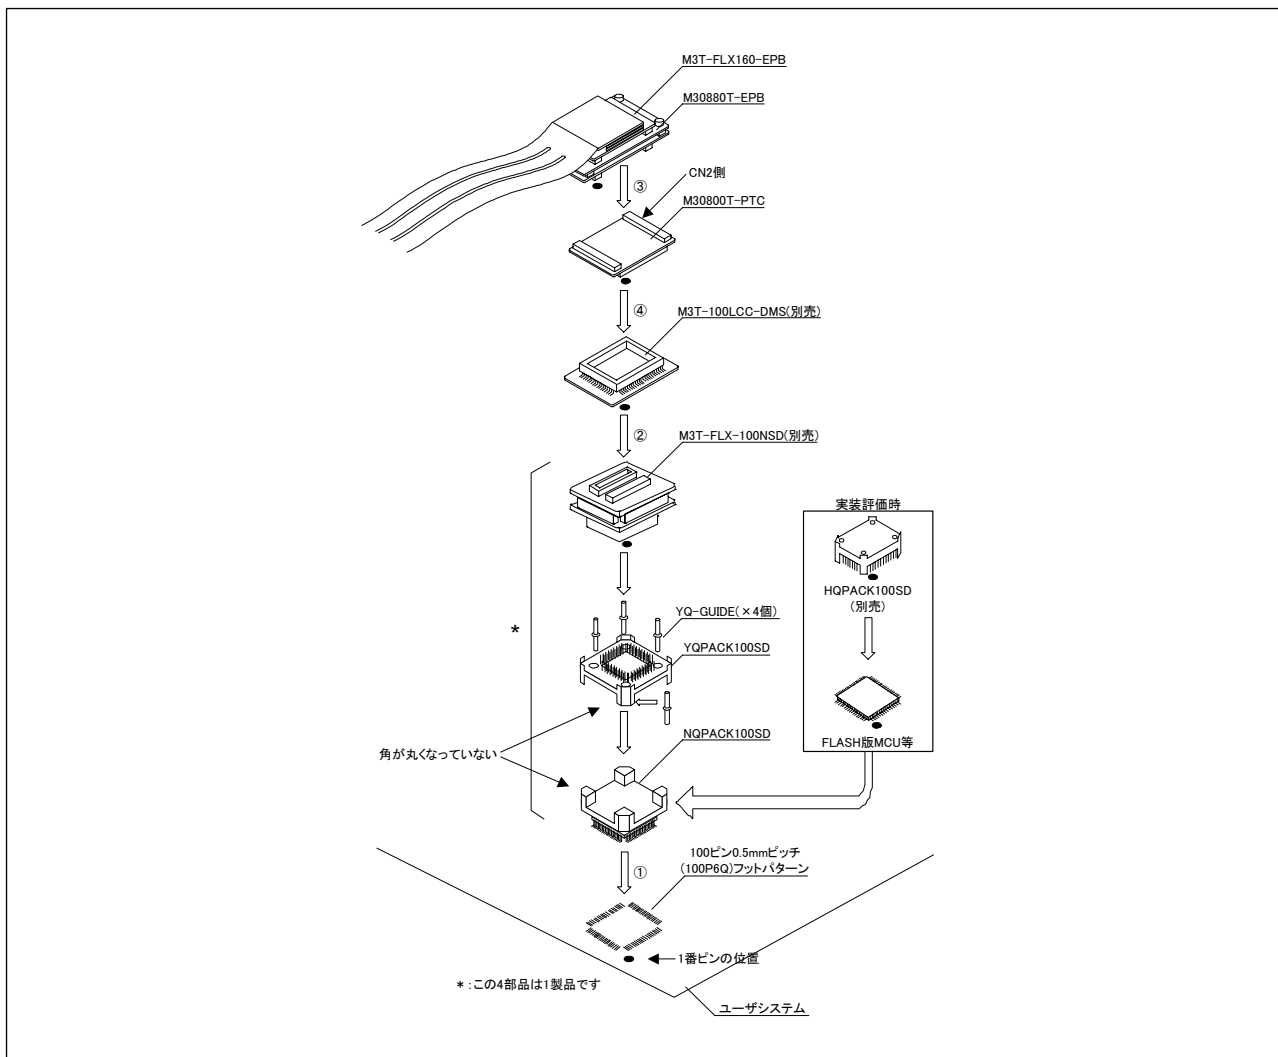 M3T-FLX160-EPB
M30880T-EPB
③
CN2側
M30800T-PTC
④
M3T-100LCC-DMS(別売)
②
M3T-FLX-100NSD(別売)
実装評価時
HQPACK100SD
(別売)
YQ-GUIDE(×4個)
*
YQPACK100SD
NQPACK100SD
FLASH版MCU等
角が丸くなっていない
100ピン0.5mmピッチ
(100P6Q)フットパターン
①
1番ピンの位置
* :この4部品は1製品です
ユーザシステム